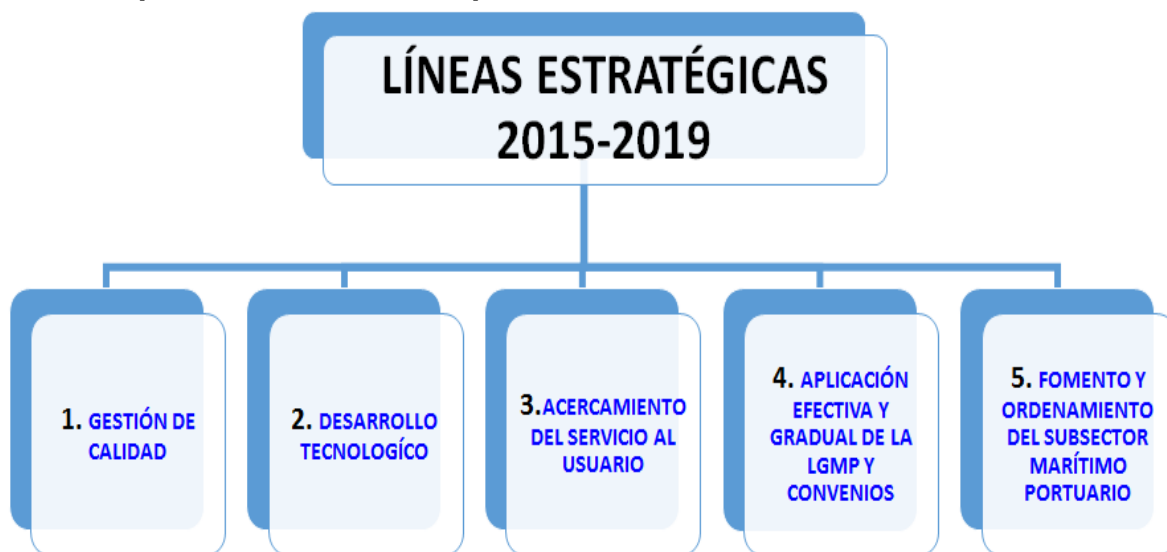 LÍNEAS ESTRATÉGICAS
2015-2019
1. GESTIÓN DE
CALIDAD
2. DESARROLLO
TECNOLOGÍCO
3.ACERCAMIENTO
DEL SERVICIO AL
USUARIO
4. APLICACIÓN
EFECTIVA Y
GRADUAL DE LA
LGMP Y
CONVENIOS
5. FOMENTO Y
ORDENAMIENTO
DEL SUBSECTOR
MARÍTIMO
PORTUARIO